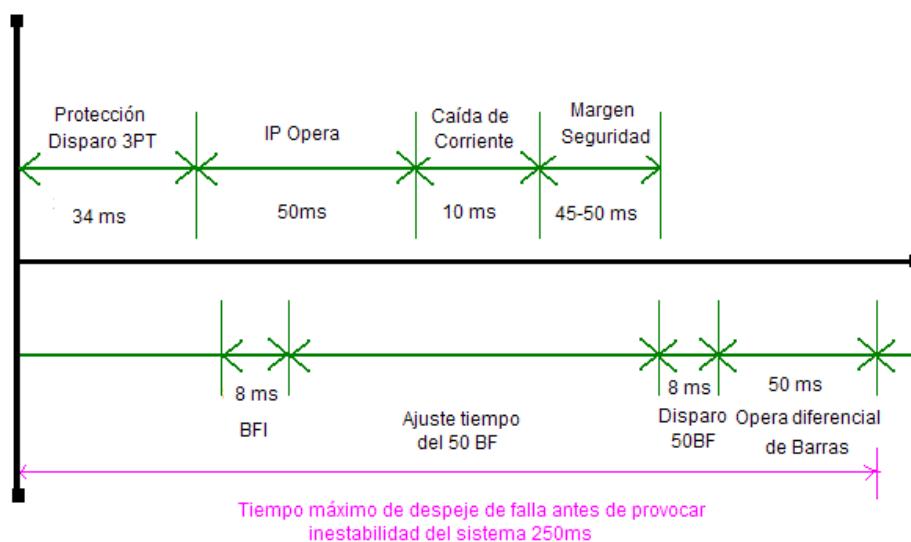 Protección
Disparo 3PT
IP Opera
Caída de
Corriente
Margen
Seguridad
34 ms
50ms
10 ms
45-50 ms
8 ms
BFI
Ajuste tiempo
del 50 BF
8 ms
Disparo
50BF
50 ms
Opera diferencial
de Barras
Tiempo máximo de despeje de falla antes de provocar
inestabilidad del sistema 250ms